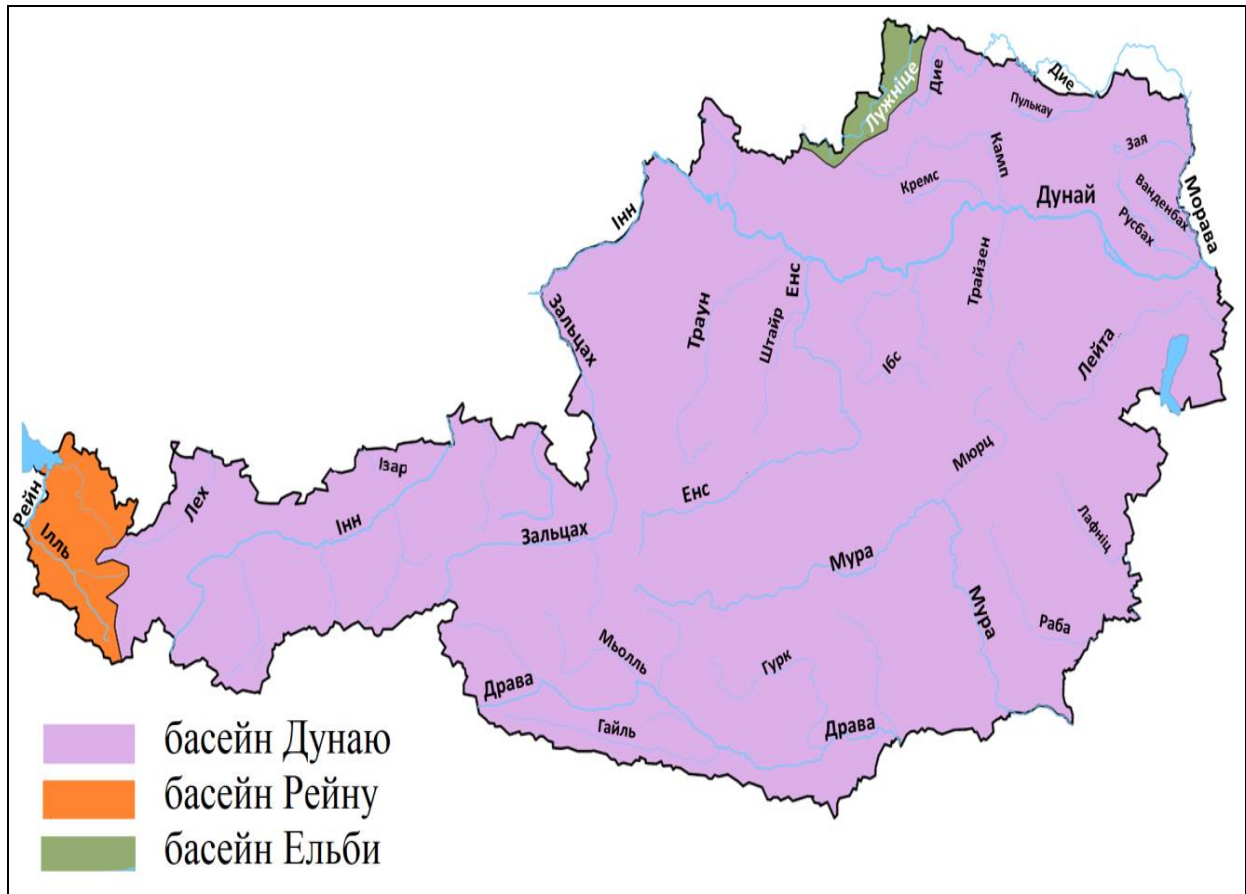 Лужніце
Дие
Дие
Пулькау
Зая
Камп
Кремс
Дунай
Ванденбах
Русбах
Морава
Інн
Зальцах
Траун
Штайр
Енс
Ібс
Трайзен
Лейта
Мюрц
Лафніц
Рейн
Ілль
Лех
Ізар
Інн
Зальцах
Енс
Мура
Мура
Раба
Мьолль
Гурк
Драва
Гайль
Драва
басейн Дунаю
басейн Рейну
басейн Ельби